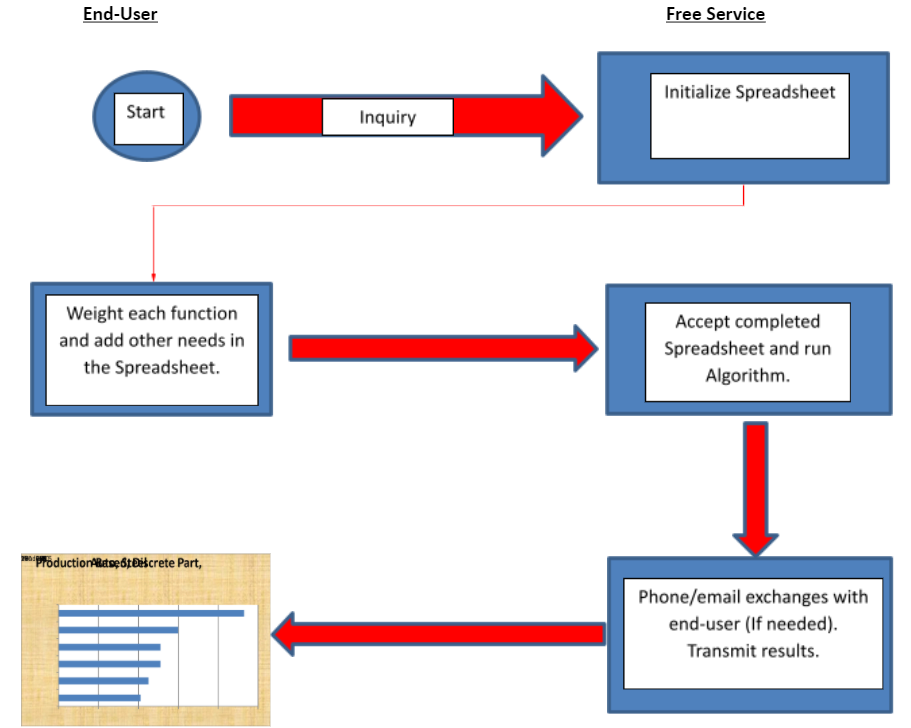 End-User
Free Service
Start
Inquiry
Initialize Spreadsheet
Weight each function
and add other needs in
the Spreadsheet.
Accept completed
Spreadsheet and run
Algorithm.
Production Based, Discrete Part,
Phone/email exchanges with
end-user (If needed).
Transmit results.